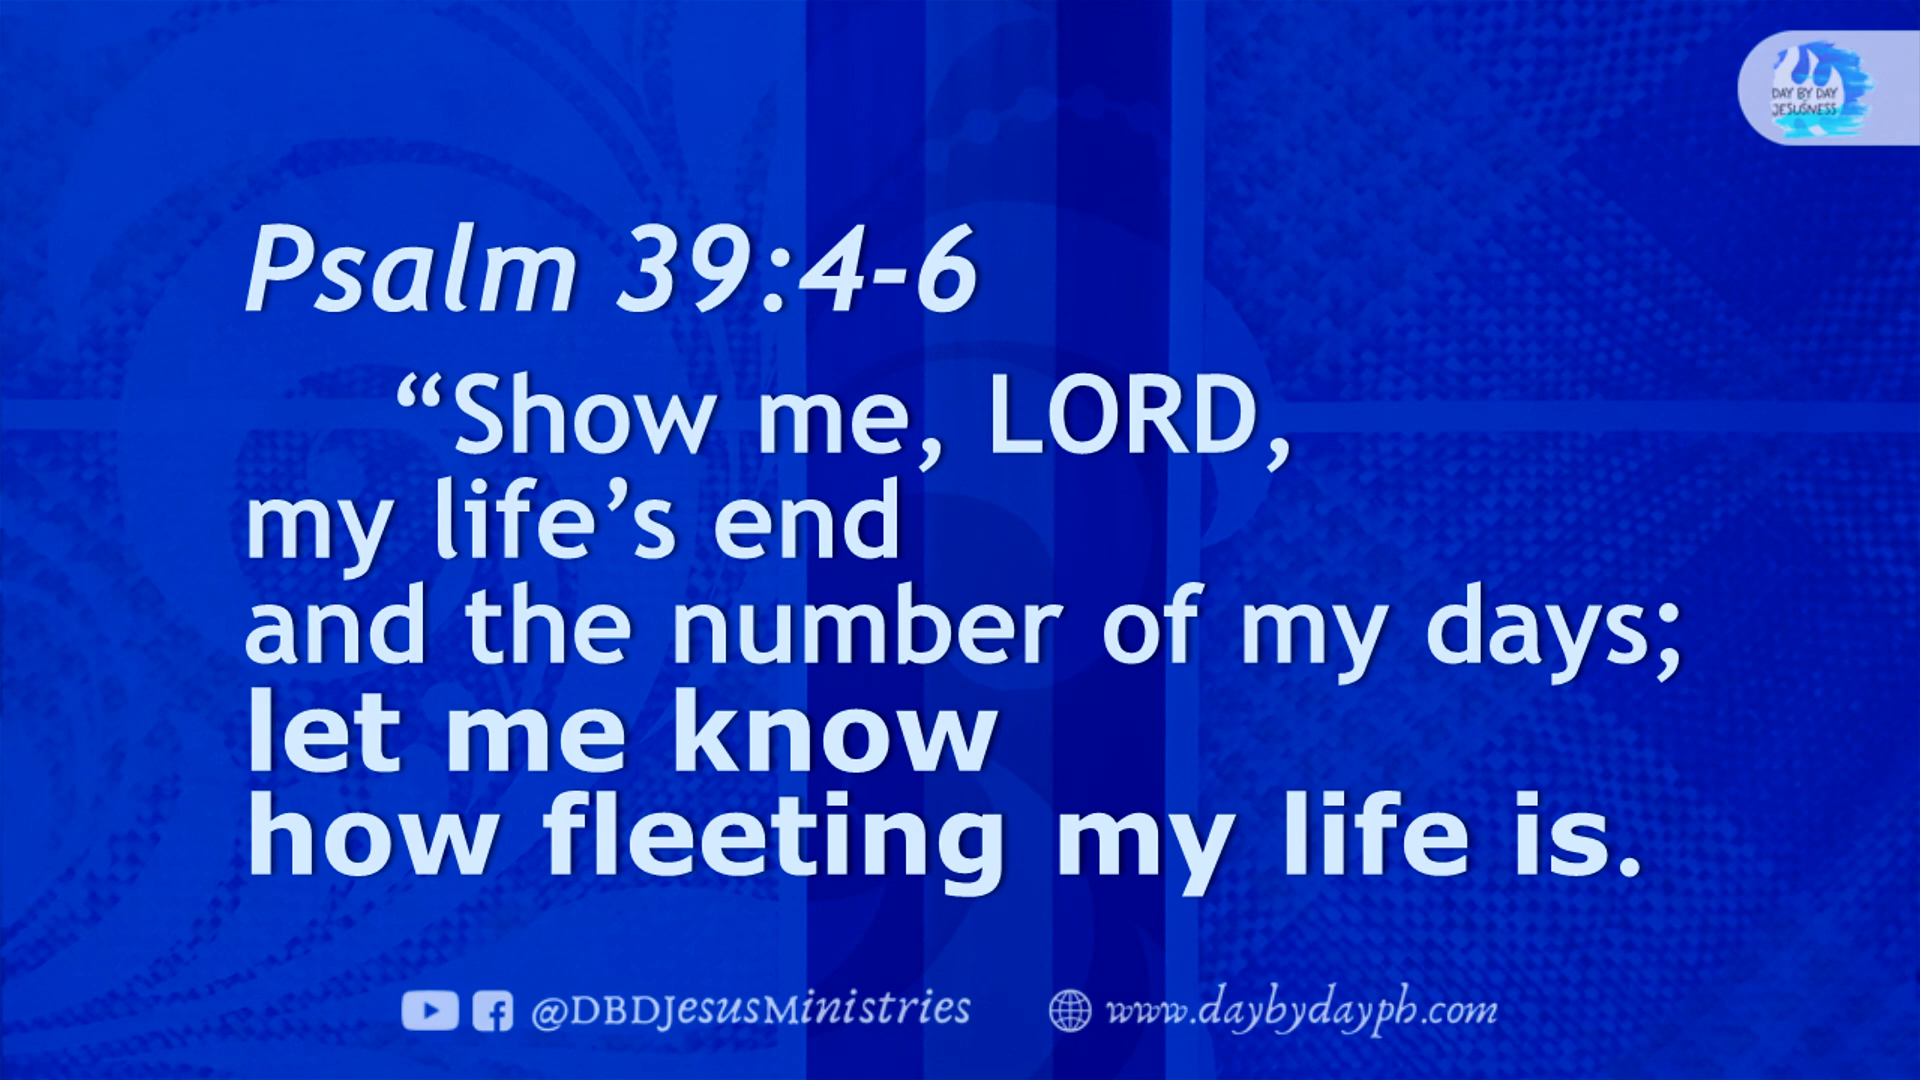 DAY BY DAY
JESUSNESS
Psalm 39:4-6
“Show me, LORD,
my life’s end
and the number of my days;
let me know
how fleeting my life is.
@DBDJesusMinistries
www.daybydayph.com